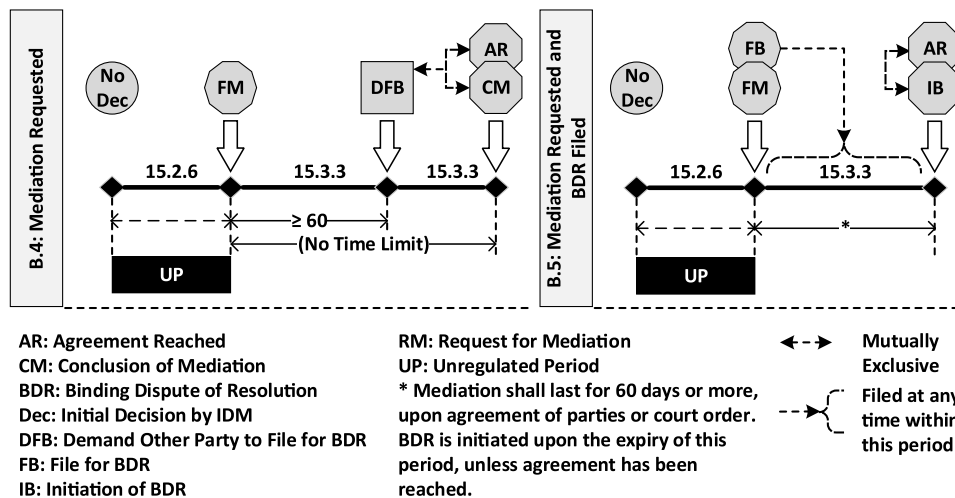 B.4: Mediation Requested
No
Dec
FM
DFB
AR
CM
15.2.6
15.3.3
15.3.3
≥ 60
(No Time Limit)
UP
B.5: Mediation Requested and
BDR Filed
No
Dec
FB
FM
AR
IB
15.2.6
15.3.3
*
UP
AR: Agreement Reached
CM: Conclusion of Mediation
BDR: Binding Dispute of Resolution
Dec: Initial Decision by IDM
DFB: Demand Other Party to File for BDR
FB: File for BDR
IB: Initiation of BDR
RM: Request for Mediation
UP: Unregulated Period
* Mediation shall last for 60 days or more,
upon agreement of parties or court order.
BDR is initiated upon the expiry of this
period, unless agreement has been
reached.
Mutually
Exclusive
Filed at any
time within
this period